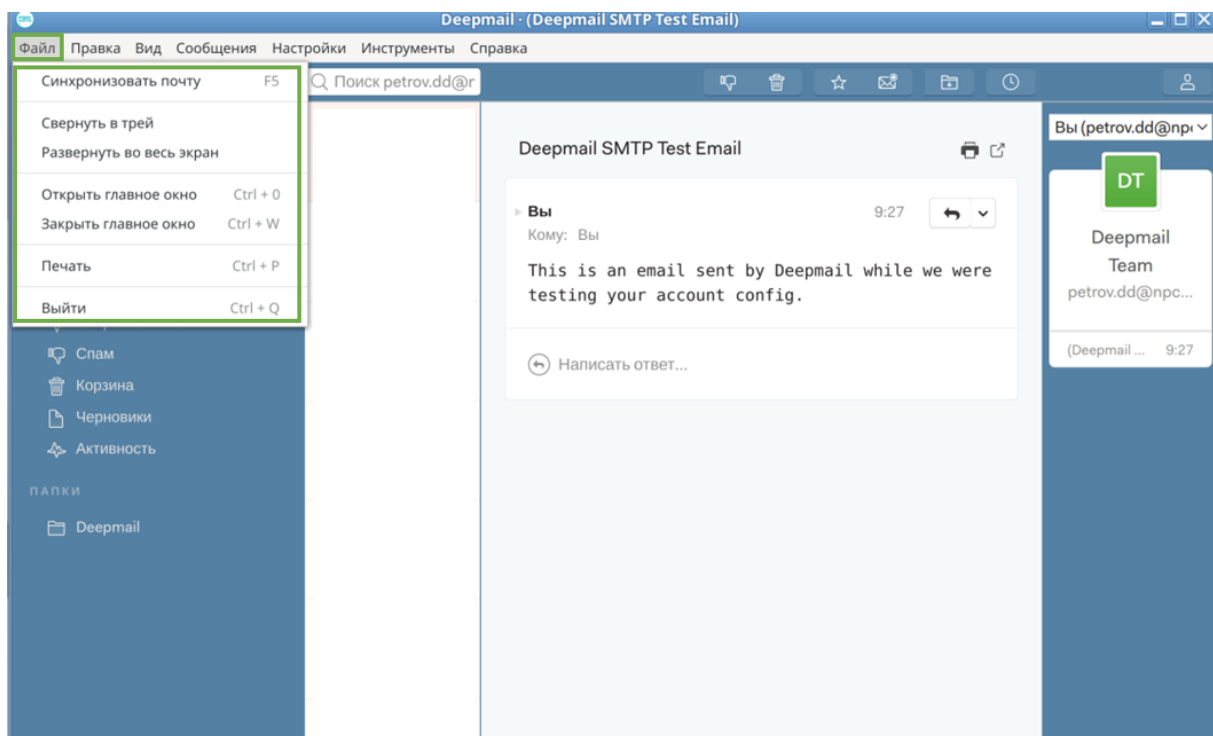 Deepmail · (Deepmail SMTP Test Email)
Файл Правка Вид Сообщения Настройки Инструменты Справка
Синхронизовать почту F5
Свернуть в трей
Развернуть во весь экран
Открыть главное окно Ctrl + 0
Закрыть главное окно Ctrl + W
Печать Ctrl + P
Выйти Ctrl + Q
Спам
Корзина
Черновики
Активность
ПАПКИ
Deepmail
Поиск petrov.dd@r
Deepmail SMTP Test Email
Вы 9:27
Кому: Вы
This is an email sent by Deepmail while we were
testing your account config.
Написать ответ...
Вы (petrov.dd@npc
DT
Deepmail
Team
petrov.dd@npc...
(Deepmail ... 9:27